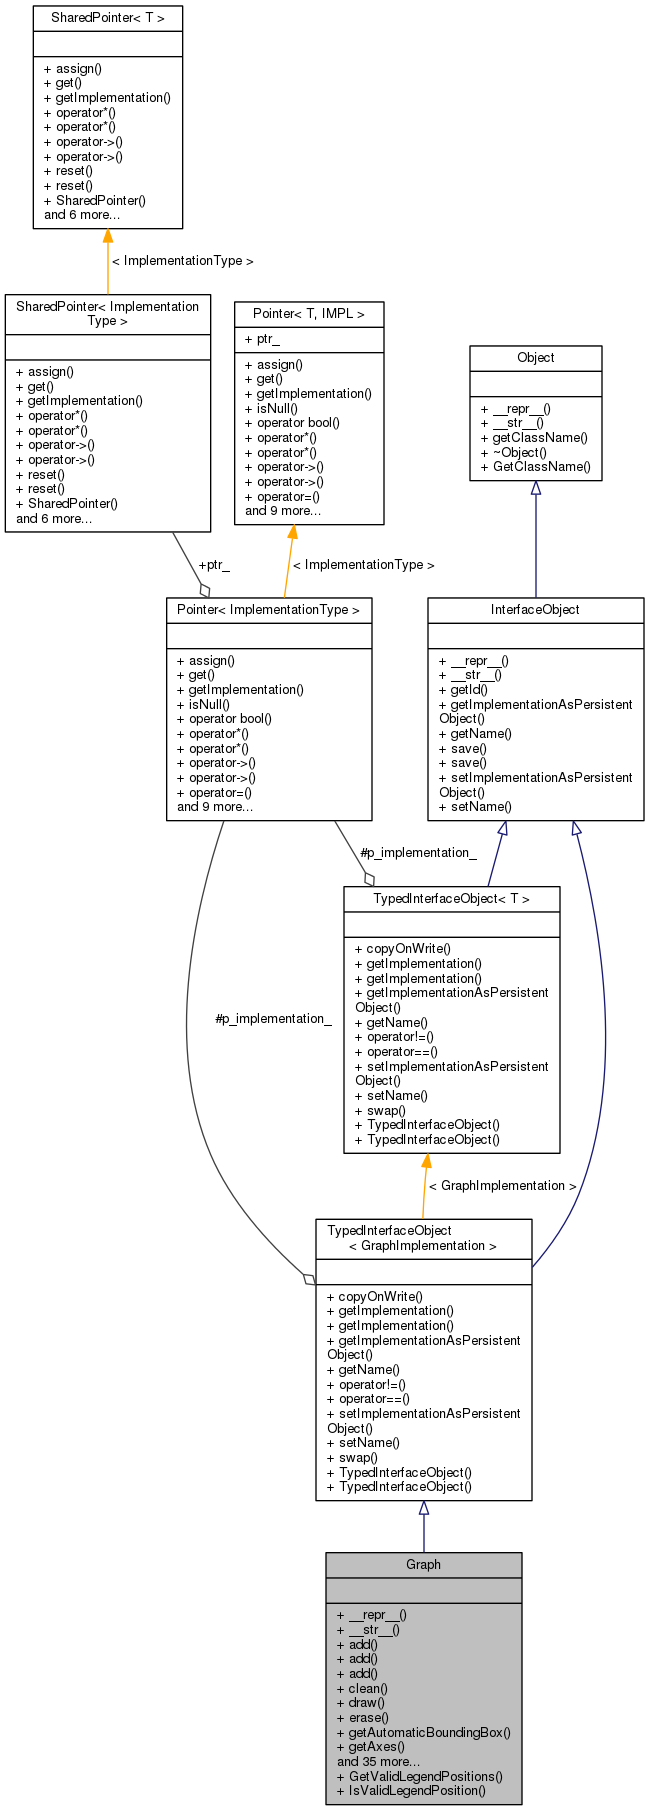 SharedPointer< T >
+ assign()
+ get()
+ getImplementation()
+ operator*()
+ operator*()
+ operator->()
+ operator->()
+ reset()
+ reset()
+ SharedPointer()
and 6 more...
< ImplementationType >
SharedPointer< Implementation
Type >
+ assign()
+ get()
+ getImplementation()
+ operator*()
+ operator*()
+ operator->()
+ operator->()
+ reset()
+ reset()
+ SharedPointer()
and 6 more...
Pointer< T, IMPL >
+ ptr_
+ assign()
+ get()
+ getImplementation()
+ isNull()
+ operator bool()
+ operator*()
+ operator*()
+ operator->()
+ operator->()
+ operator=()
and 9 more...
Object
+ __repr__()
+ __str__()
+ getClassName()
+ ~Object()
+ GetClassName()
+ptr_
< ImplementationType >
Pointer< ImplementationType >
+ assign()
+ get()
+ getImplementation()
+ isNull()
+ operator bool()
+ operator*()
+ operator*()
+ operator->()
+ operator->()
+ operator=()
and 9 more...
InterfaceObject
+ __repr__()
+ __str__()
+ getId()
+ getImplementationAsPersistent
Object()
+ getName()
+ save()
+ save()
+ setImplementationAsPersistent
Object()
+ setName()
#p_implementation_
TypedInterfaceObject< T >
+ copyOnWrite()
+ getImplementation()
+ getImplementation()
+ getImplementationAsPersistent
Object()
+ getName()
+ operator!=()
+ operator==()
+ setImplementationAsPersistent
Object()
+ setName()
+ swap()
+ TypedInterfaceObject()
+ TypedInterfaceObject()
#p_implementation_
< GraphImplementation >
TypedInterfaceObject
< GraphImplementation >
+ copyOnWrite()
+ getImplementation()
+ getImplementation()
+ getImplementationAsPersistent
Object()
+ getName()
+ operator!=()
+ operator==()
+ setImplementationAsPersistent
Object()
+ setName()
+ swap()
+ TypedInterfaceObject()
+ TypedInterfaceObject()
Graph
+ __repr__()
+ __str__()
+ add()
+ add()
+ add()
+ clean()
+ draw()
+ erase()
+ getAutomaticBoundingBox()
+ getAxes()
and 35 more...
+ GetValidLegendPositions()
+ IsValidLegendPosition()